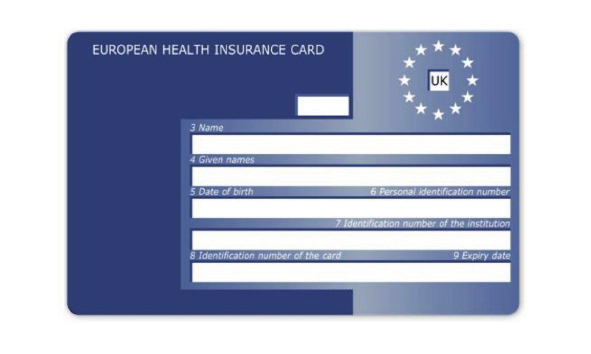 EUROPEAN HEALTH INSURANCE CARD
UK
3 Name
4 Given names
5 Date of birth 6 Personal identification number
7 Identification number of the institution
8 Identification number of the card 9 Expiry date